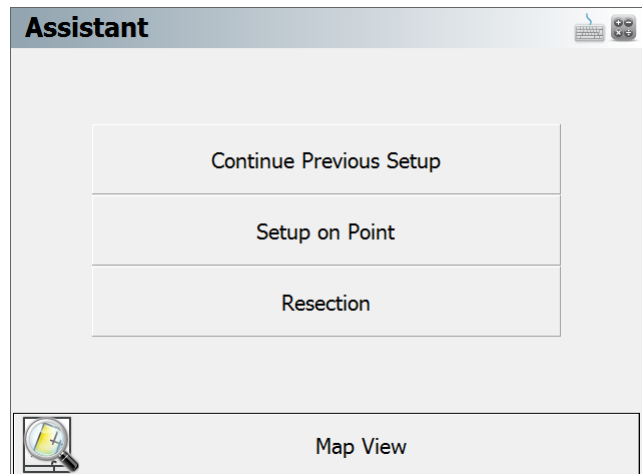 Assistant
Continue Previous Setup
Setup on Point
Resection
Map View